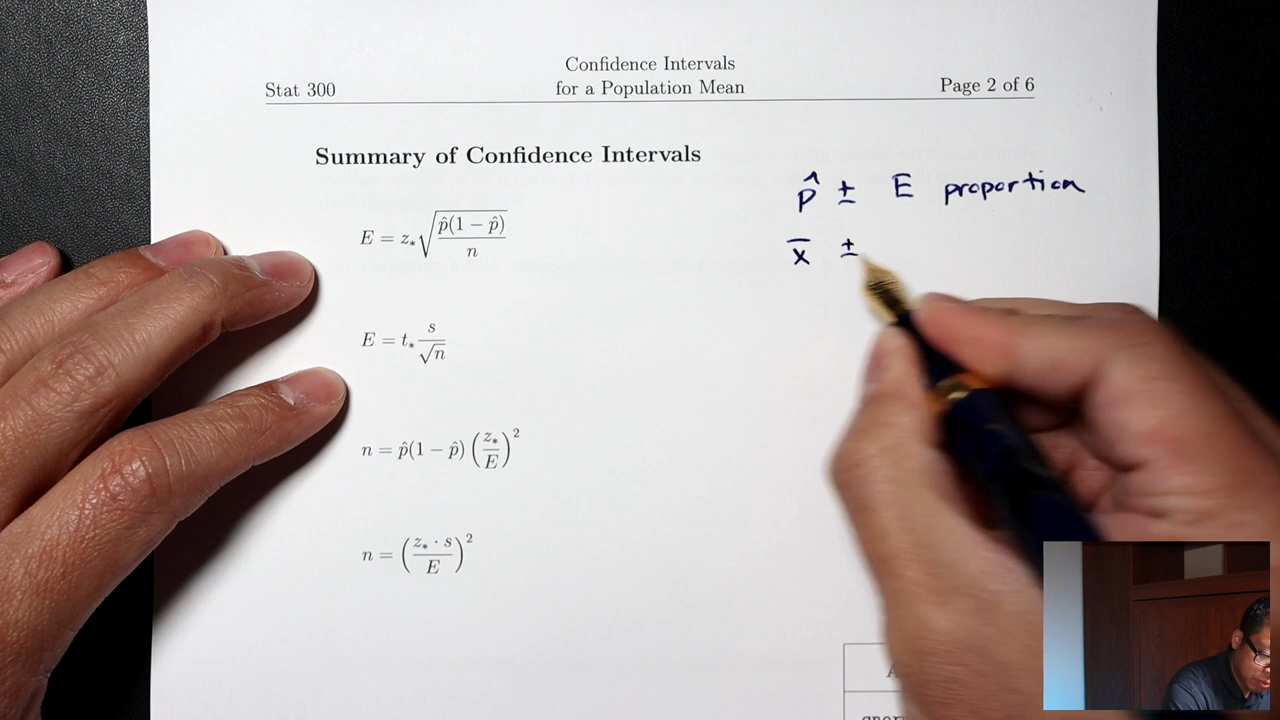 Confidence Intervals
Stat 300 for a Population Mean Page 2 of 6
Summary of Confidence Intervals
p̂ ± E proportion
E = z* √(p̂(1 − p̂)/n)
x̄ ±
E = t* s/√n
n = p̂(1 − p̂) (z*/E)²
n = (z* · s/E)²